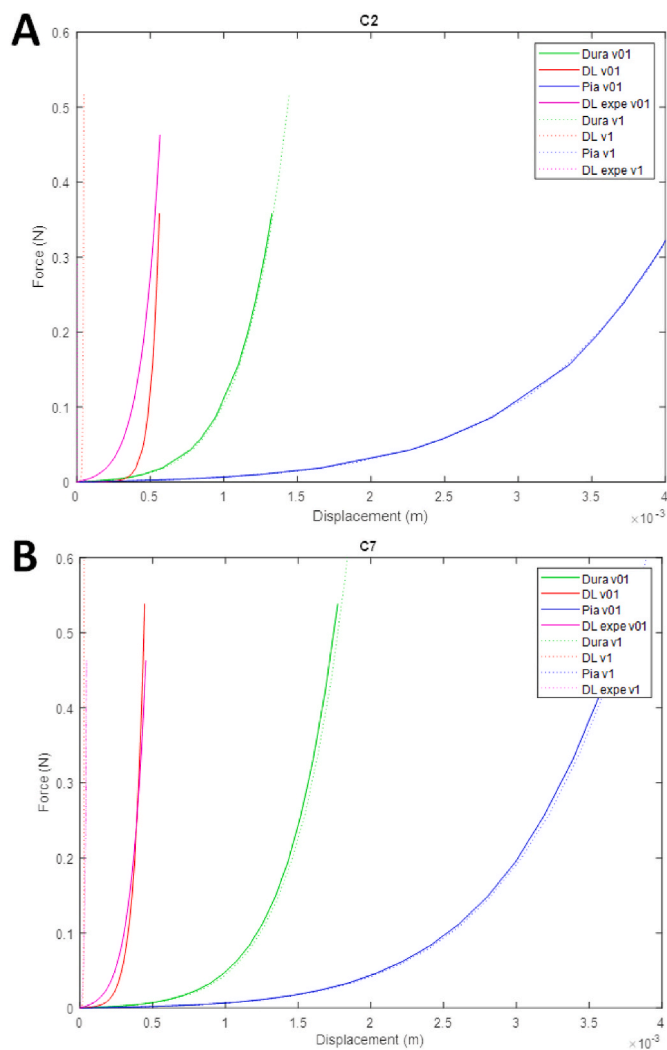 A
C2
0.6
0.5
0.4
0.3
0.2
0.1
0
Force (N)
Dura v01
DL v01
Pia v01
DL expe v01
Dura v1
DL v1
Pia v1
DL expe v1
0 0.5 1 1.5 2 2.5 3 3.5 4
Displacement (m) ×10⁻³
B
C7
0.6
0.5
0.4
0.3
0.2
0.1
0
Force (N)
Dura v01
DL v01
Pia v01
DL expe v01
Dura v1
DL v1
Pia v1
DL expe v1
0 0.5 1 1.5 2 2.5 3 3.5 4
Displacement (m) ×10⁻³